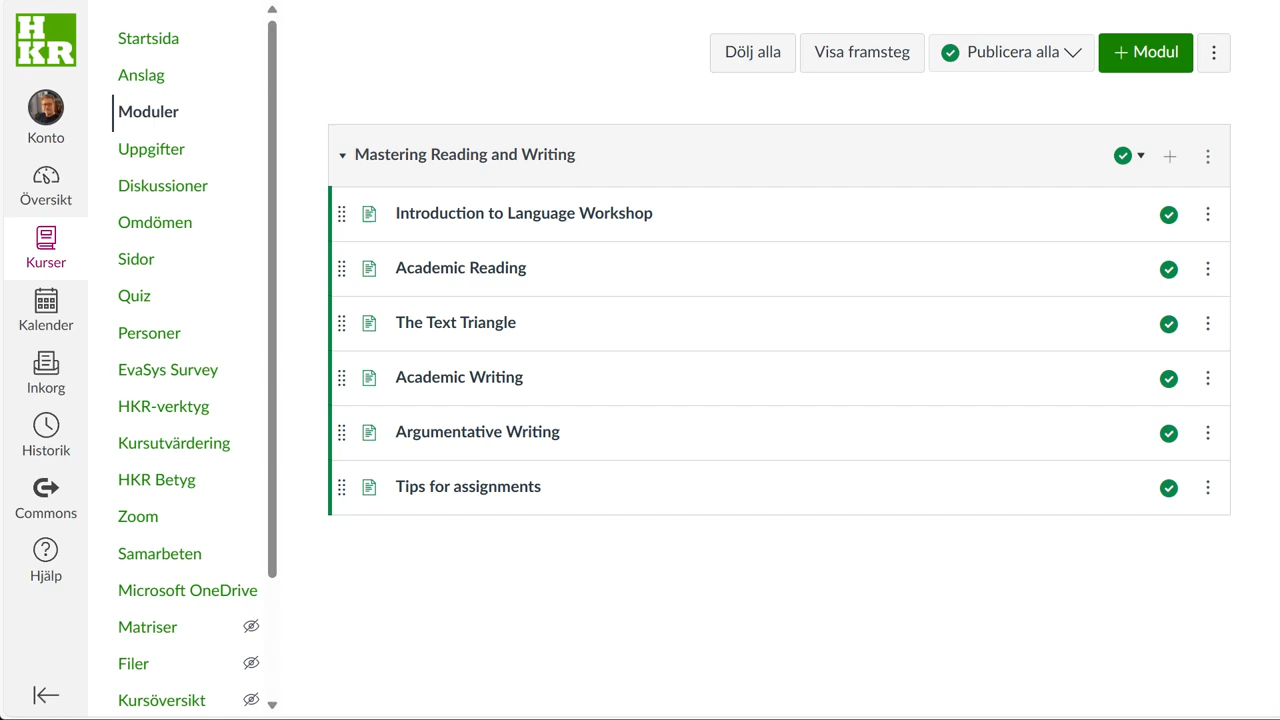 HKR
Konto
Översikt
Kurser
Kalender
Inkorg
Historik
Commons
Hjälp
Startsida
Anslag
Moduler
Uppgifter
Diskussioner
Omdömen
Sidor
Quiz
Personer
EvaSys Survey
HKR-verktyg
Kursutvärdering
HKR Betyg
Zoom
Samarbeten
Microsoft OneDrive
Matriser
Filer
Kursöversikt
Dölj alla
Visa framsteg
Publicera alla
+ Modul
Mastering Reading and Writing
Introduction to Language Workshop
Academic Reading
The Text Triangle
Academic Writing
Argumentative Writing
Tips for assignments